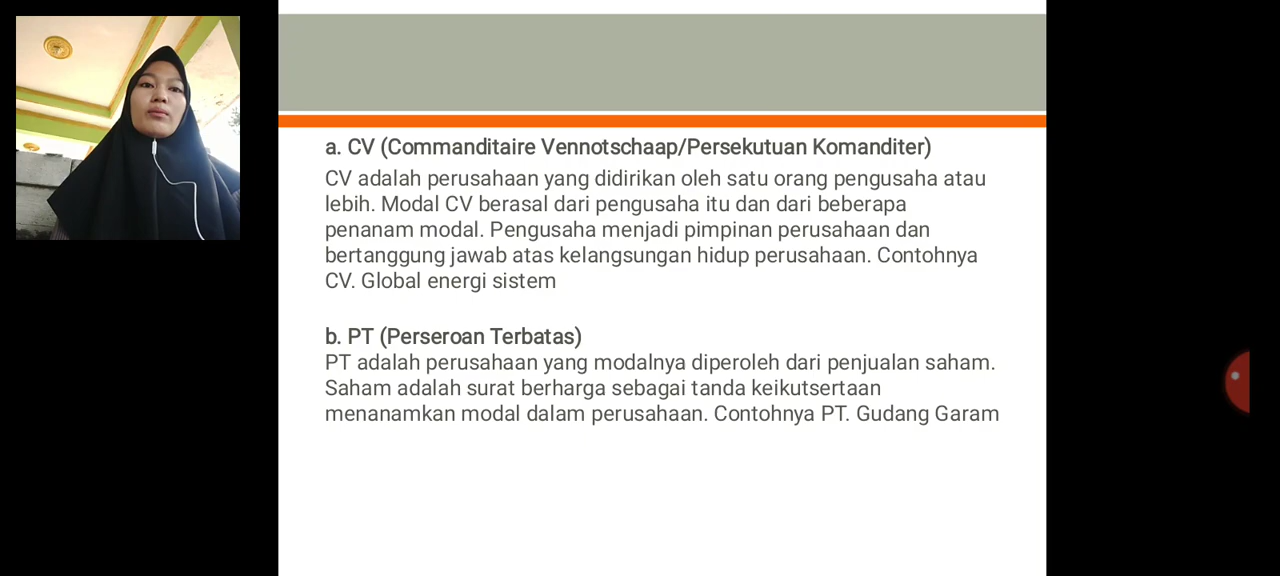 a. CV (Commanditaire Vennotschaap/Persekutuan Komanditer)
CV adalah perusahaan yang didirikan oleh satu orang pengusaha atau
lebih. Modal CV berasal dari pengusaha itu dan dari beberapa
penanam modal. Pengusaha menjadi pimpinan perusahaan dan
bertanggung jawab atas kelangsungan hidup perusahaan. Contohnya
CV. Global energi sistem
b. PT (Perseroan Terbatas)
PT adalah perusahaan yang modalnya diperoleh dari penjualan saham.
Saham adalah surat berharga sebagai tanda keikutsertaan
menanamkan modal dalam perusahaan. Contohnya PT. Gudang Garam